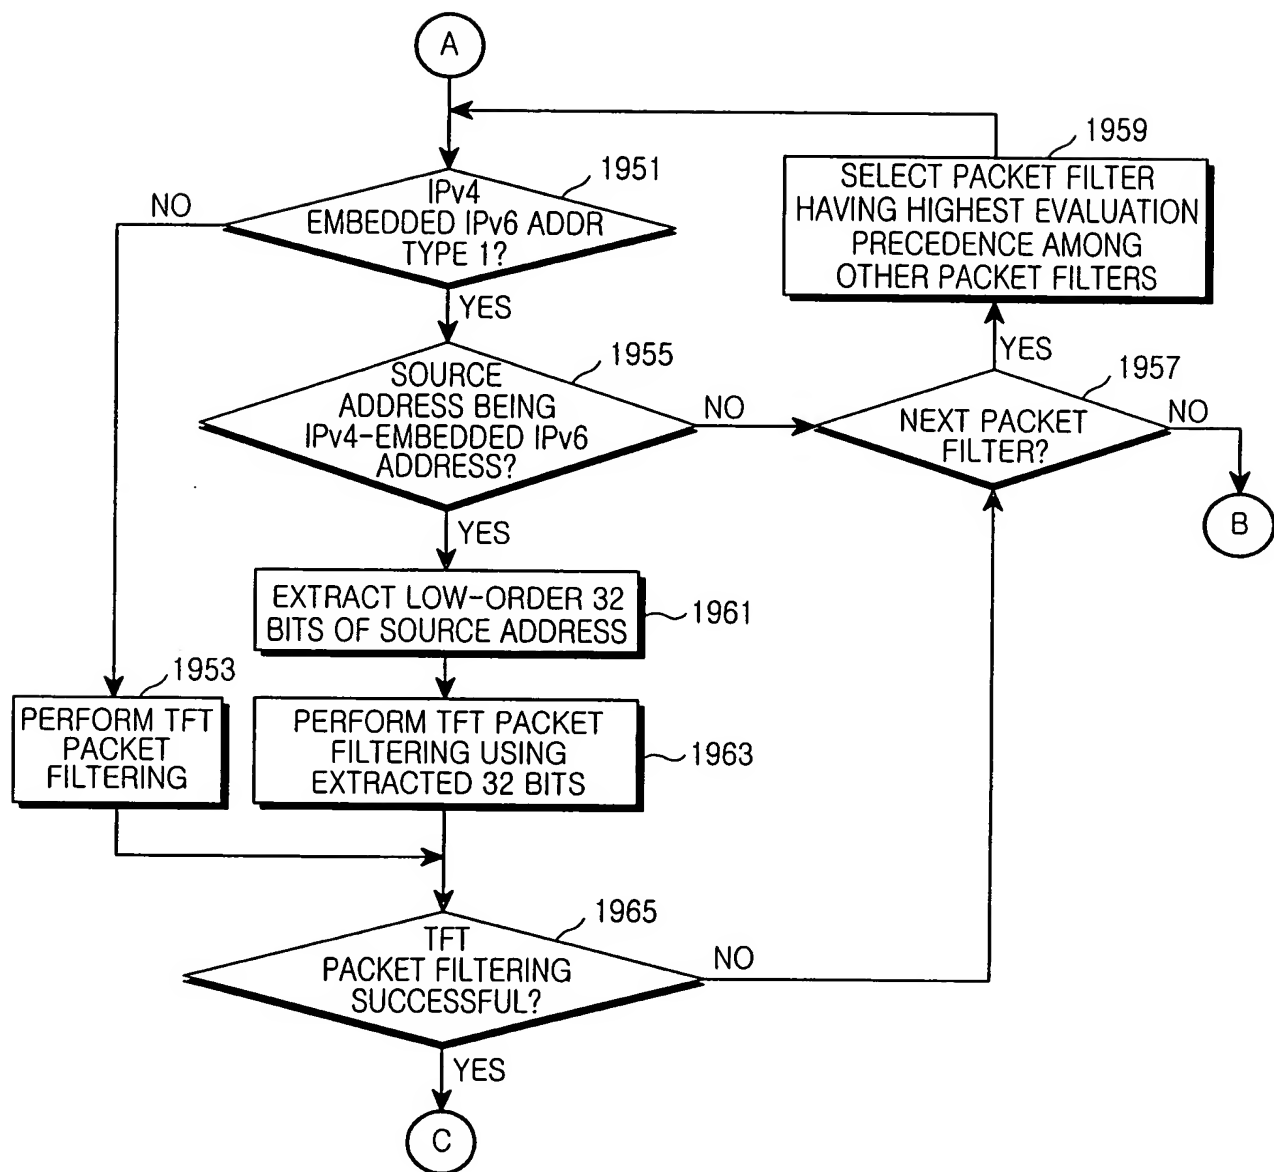 A
1959
SELECT PACKET FILTER
HAVING HIGHEST EVALUATION
PRECEDENCE AMONG
OTHER PACKET FILTERS
1951
IPv4
EMBEDDED IPv6 ADDR
TYPE 1?
NO
YES
1955
SOURCE
ADDRESS BEING
IPv4-EMBEDDED IPv6
ADDRESS?
NO
YES
YES
1957
NEXT PACKET
FILTER?
NO
B
EXTRACT LOW-ORDER 32
BITS OF SOURCE ADDRESS
1961
1953
PERFORM TFT
PACKET
FILTERING
PERFORM TFT PACKET
FILTERING USING
EXTRACTED 32 BITS
1963
1965
TFT
PACKET FILTERING
SUCCESSFUL?
NO
YES
C